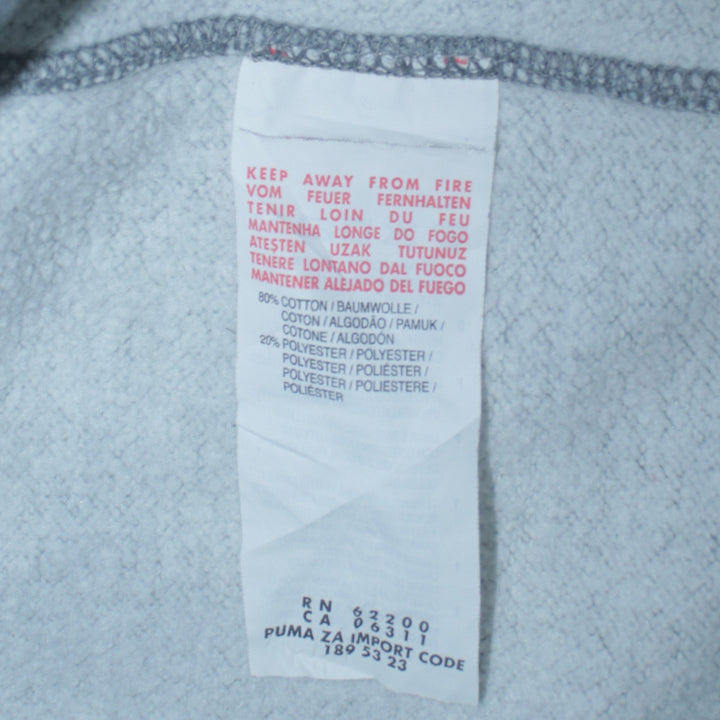 KEEP AWAY FROM FIRE
VOM FEUER FERNHALTEN
TENIR LOIN DU FEU
MANTENHA LONGE DO FOGO
ATEŞTEN UZAK TUTUNUZ
TENERE LONTANO DAL FUOCO
MANTENER ALEJADO DEL FUEGO
80% COTTON / BAUMWOLLE /
COTON / ALGODÃO / PAMUK /
COTONE / ALGODÓN
20% POLYESTER / POLYESTER /
POLYESTER / POLIÉSTER /
POLYESTER / POLIESTERE /
POLIÉSTER
RN 62200
CA 06311
PUMA ZA IMPORT CODE
189 53 23